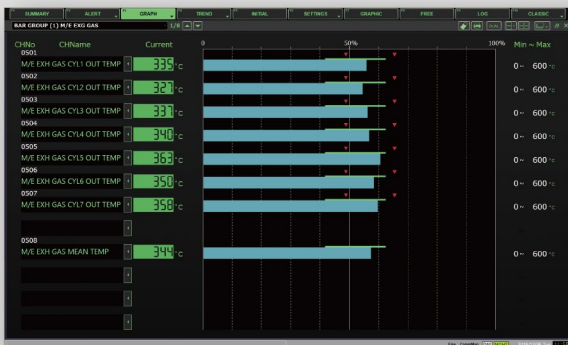 SUMMARY ALERT GRAPH TREND INITIAL SETTINGS GRAPHIC FREE LOG CLASSIC
BAR GROUP (1) M/E EXG GAS 1/8
CHNo CHName Current 0 50% 100% Min ~ Max
0501
M/E EXH GAS CYL1 OUT TEMP 335 °C 0 ~ 600 °C
0502
M/E EXH GAS CYL2 OUT TEMP 327 °C 0 ~ 600 °C
0503
M/E EXH GAS CYL3 OUT TEMP 337 °C 0 ~ 600 °C
0504
M/E EXH GAS CYL4 OUT TEMP 340 °C 0 ~ 600 °C
0505
M/E EXH GAS CYL5 OUT TEMP 363 °C 0 ~ 600 °C
0506
M/E EXH GAS CYL6 OUT TEMP 350 °C 0 ~ 600 °C
0507
M/E EXH GAS CYL7 OUT TEMP 358 °C 0 ~ 600 °C
0508
M/E EXH GAS MEAN TEMP 344 °C 0 ~ 600 °C